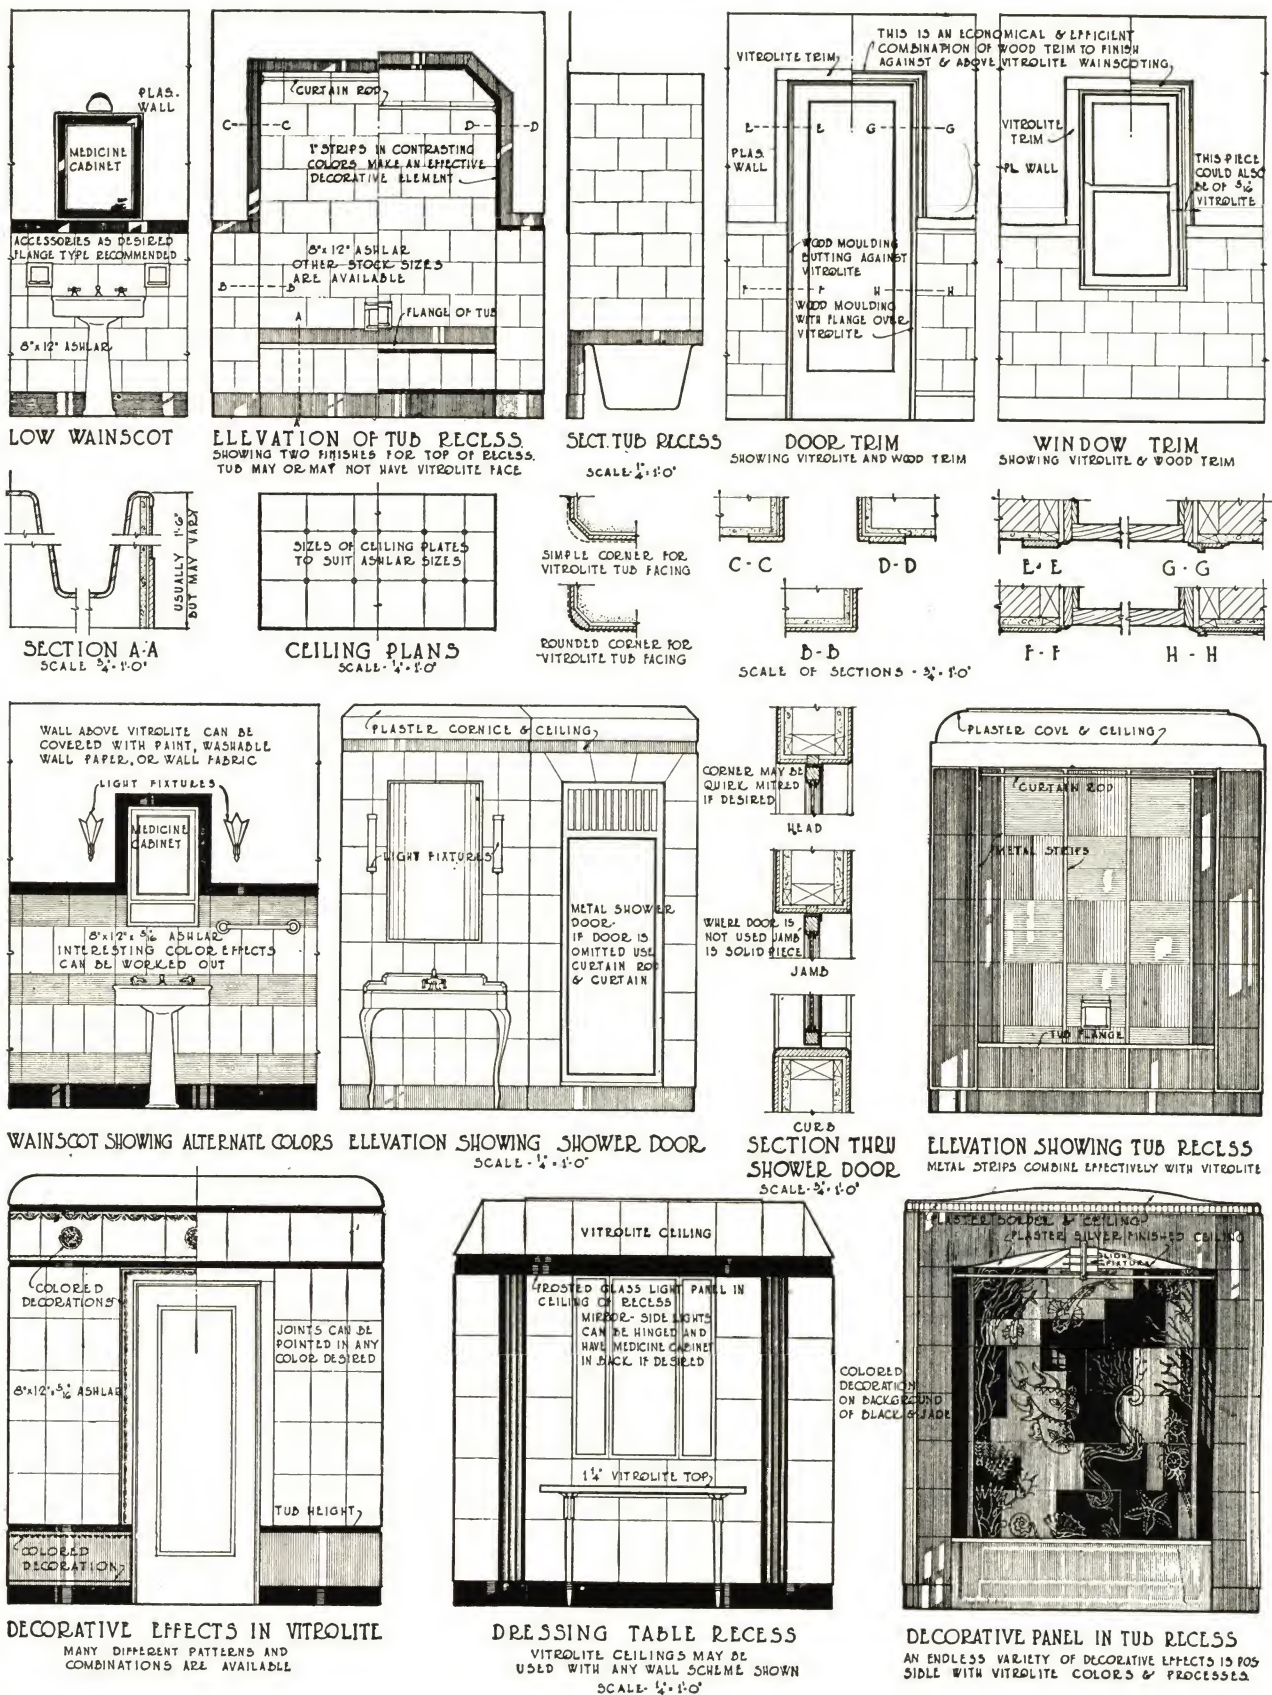 PLAS.
WALL
MEDICINE
CABINET
ACCESSORIES AS DESIRED
FLANGE TYPE RECOMMENDED
8"x 12" ASHLAR
LOW WAINSCOT
CURTAIN ROD
C C
D D
1" STRIPS IN CONTRASTING
COLORS MAKE AN EFFECTIVE
DECORATIVE ELEMENT
8"x 12" ASHLAR
OTHER STOCK SIZES
ARE AVAILABLE
B B
A
FLANGE OF TUB
A
ELEVATION OF TUB RECESS.
SHOWING TWO FINISHES FOR TOP OF RECESS.
TUB MAY OR MAY NOT HAVE VITROLITE FACE
SECT. TUB RECESS
SCALE-¼"=1'-0"
VITROLITE TRIM
THIS IS AN ECONOMICAL & EFFICIENT
COMBINATION OF WOOD TRIM TO FINISH
AGAINST & ABOVE VITROLITE WAINSCOTING
E E G G
PLAS.
WALL
WOOD MOULDING
BUTTING AGAINST
VITROLITE
F F H H
WOOD MOULDING
WITH FLANGE OVER
VITROLITE
DOOR TRIM
SHOWING VITROLITE AND WOOD TRIM
VITROLITE
TRIM
PL WALL
THIS PIECE
COULD ALSO
BE OF 5/16
VITROLITE
WINDOW TRIM
SHOWING VITROLITE & WOOD TRIM
USUALLY 1'-6"
BUT MAY VARY
SECTION A-A
SCALE ¾"=1'-0"
SIZES OF CEILING PLATES
TO SUIT ASHLAR SIZES
CEILING PLANS
SCALE-¼"=1'-0"
SIMPLE CORNER FOR
VITROLITE TUB FACING
ROUNDED CORNER FOR
VITROLITE TUB FACING
C-C
D-D
B-B
SCALE OF SECTIONS - ¾"=1'-0"
E-E
G-G
F-F
H-H
WALL ABOVE VITROLITE CAN BE
COVERED WITH PAINT, WASHABLE
WALL PAPER, OR WALL FABRIC
LIGHT FIXTURES
MEDICINE
CABINET
8"x12"x 5/16" ASHLAR
INTERESTING COLOR EFFECTS
CAN BE WORKED OUT
WAINSCOT SHOWING ALTERNATE COLORS
PLASTER CORNICE & CEILING
LIGHT FIXTURES
METAL SHOWER
DOOR-
IF DOOR IS
OMITTED USE
CURTAIN ROD
& CURTAIN
ELEVATION SHOWING SHOWER DOOR
SCALE-¼"=1'-0"
CORNER MAY BE
QUIRK MITRED
IF DESIRED
HEAD
WHERE DOOR IS
NOT USED JAMB
IS SOLID PIECE
JAMB
CURB
SECTION THRU
SHOWER DOOR
SCALE-¾"=1'-0"
PLASTER COVE & CEILING
CURTAIN ROD
METAL STRIPS
TUB FLANGE
ELEVATION SHOWING TUB RECESS
METAL STRIPS COMBINE EFFECTIVELY WITH VITROLITE
COLORED
DECORATIONS
JOINTS CAN BE
POINTED IN ANY
COLOR DESIRED
8"x12"x 5/16" ASHLAR
TUB HEIGHT
COLORED
DECORATION
DECORATIVE EFFECTS IN VITROLITE
MANY DIFFERENT PATTERNS AND
COMBINATIONS ARE AVAILABLE
VITROLITE CEILING
FROSTED GLASS LIGHT PANEL IN
CEILING OF RECESS
MIRROR- SIDE LIGHTS
CAN BE HINGED AND
HAVE MEDICINE CABINET
IN BACK IF DESIRED
1¼" VITROLITE TOP
DRESSING TABLE RECESS
VITROLITE CEILINGS MAY BE
USED WITH ANY WALL SCHEME SHOWN
SCALE-¼"=1'-0"
PLASTER BORDER & CEILING
PLASTER SILVER FINISHED CEILING
LIGHT
FIXTURE
COLORED
DECORATION
ON BACKGROUND
OF BLACK & JADE
DECORATIVE PANEL IN TUB RECESS
AN ENDLESS VARIETY OF DECORATIVE EFFECTS IS POS
SIBLE WITH VITROLITE COLORS & PROCESSES.